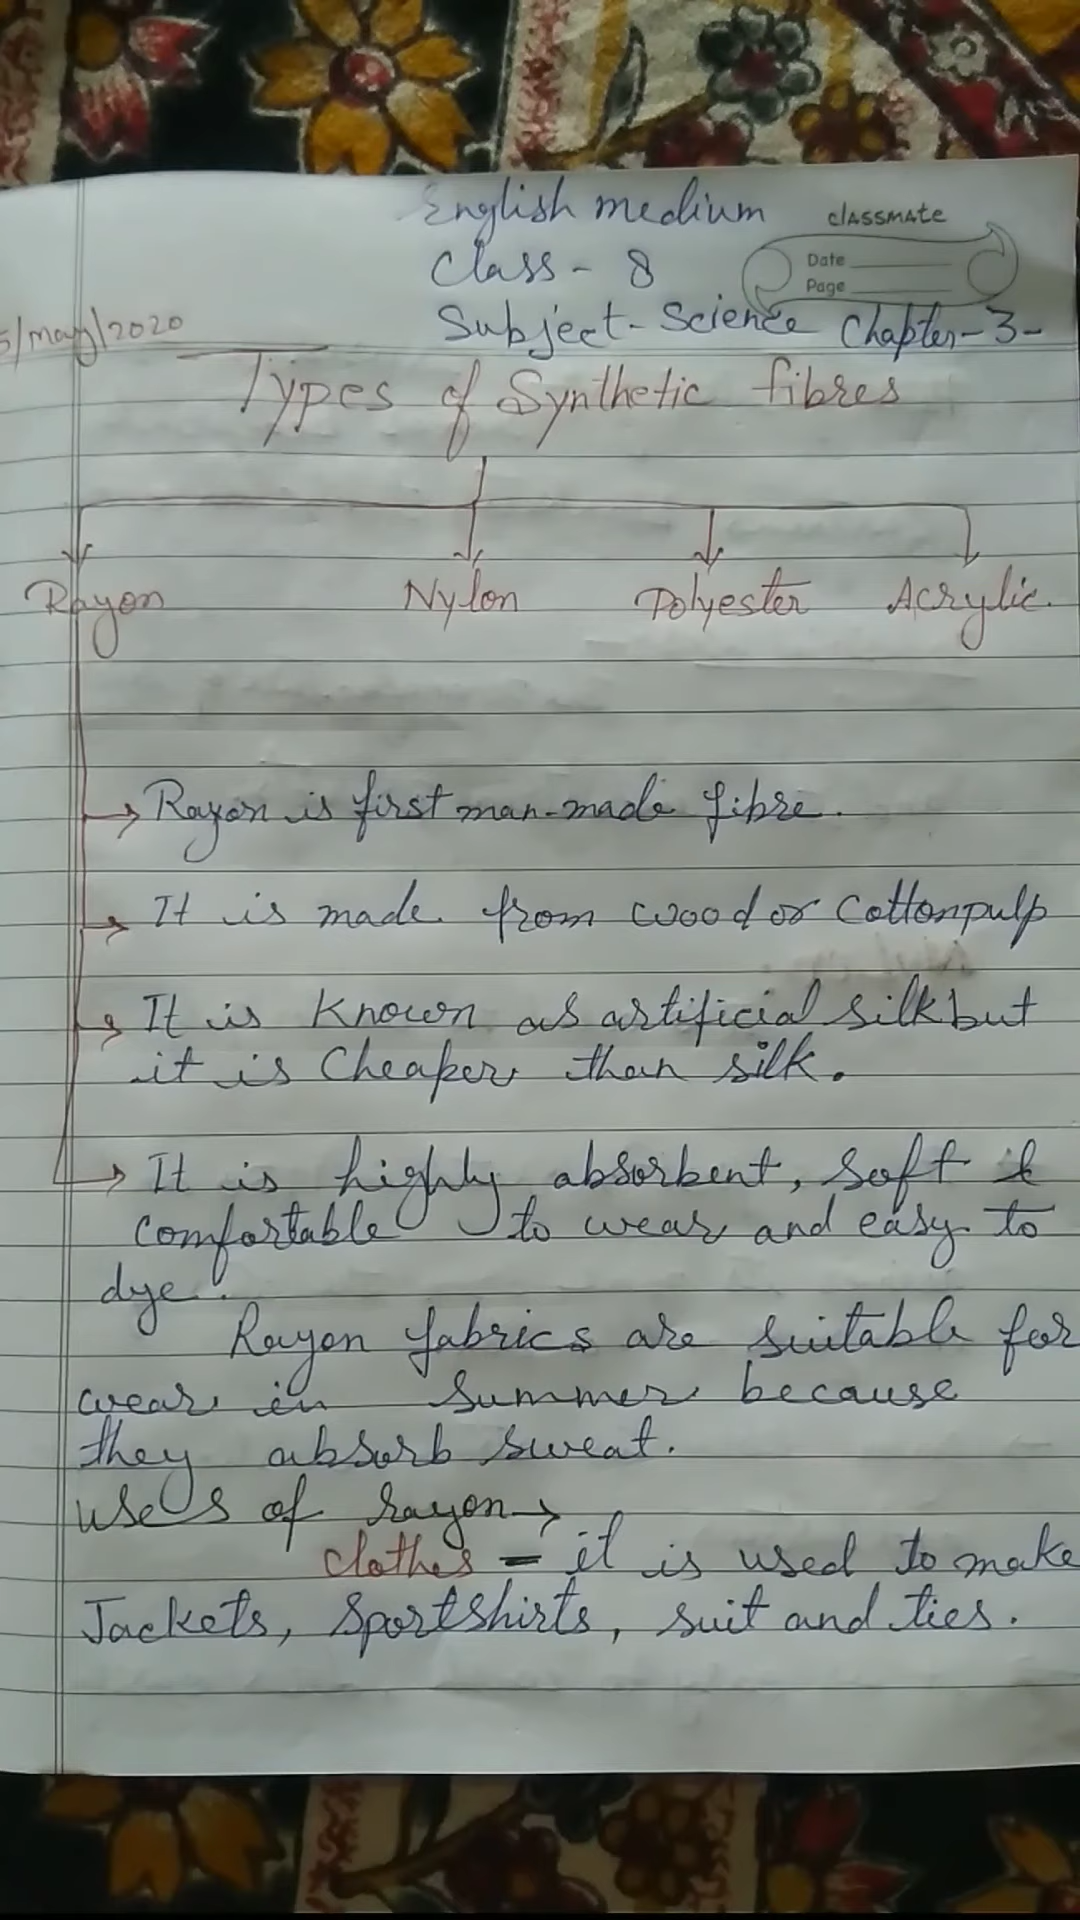 English medium
classmate
Class - 8
Date
Page
Subject - Science Chapter-3-
5/may/2020
Types of Synthetic fibres
Rayon Nylon Polyester Acrylic.
→ Rayon is first man-made fibre.
→ It is made from wood or Cottonpulp
→ It is Known as artificial silk but
it is Cheaper than silk.
→ It is highly absorbent, soft &
comfortable to wear and easy to
dye.
Rayon fabrics are suitable for
wear in summer because
they absorb sweat.
Uses of rayon →
clothes - it is used to make
Jackets, Sportshirts, suit and ties.